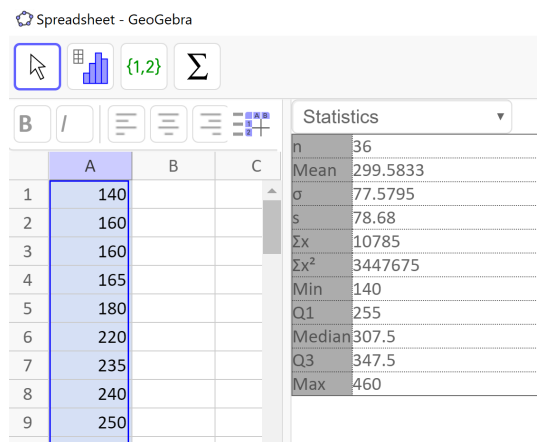 Spreadsheet - GeoGebra
{1,2} Σ
B I A B 1 2 Statistics
n 36
Mean 299.5833
σ 77.5795
s 78.68
Σx 10785
Σx² 3447675
Min 140
Q1 255
Median 307.5
Q3 347.5
Max 460
A B C
1 140
2 160
3 160
4 165
5 180
6 220
7 235
8 240
9 250